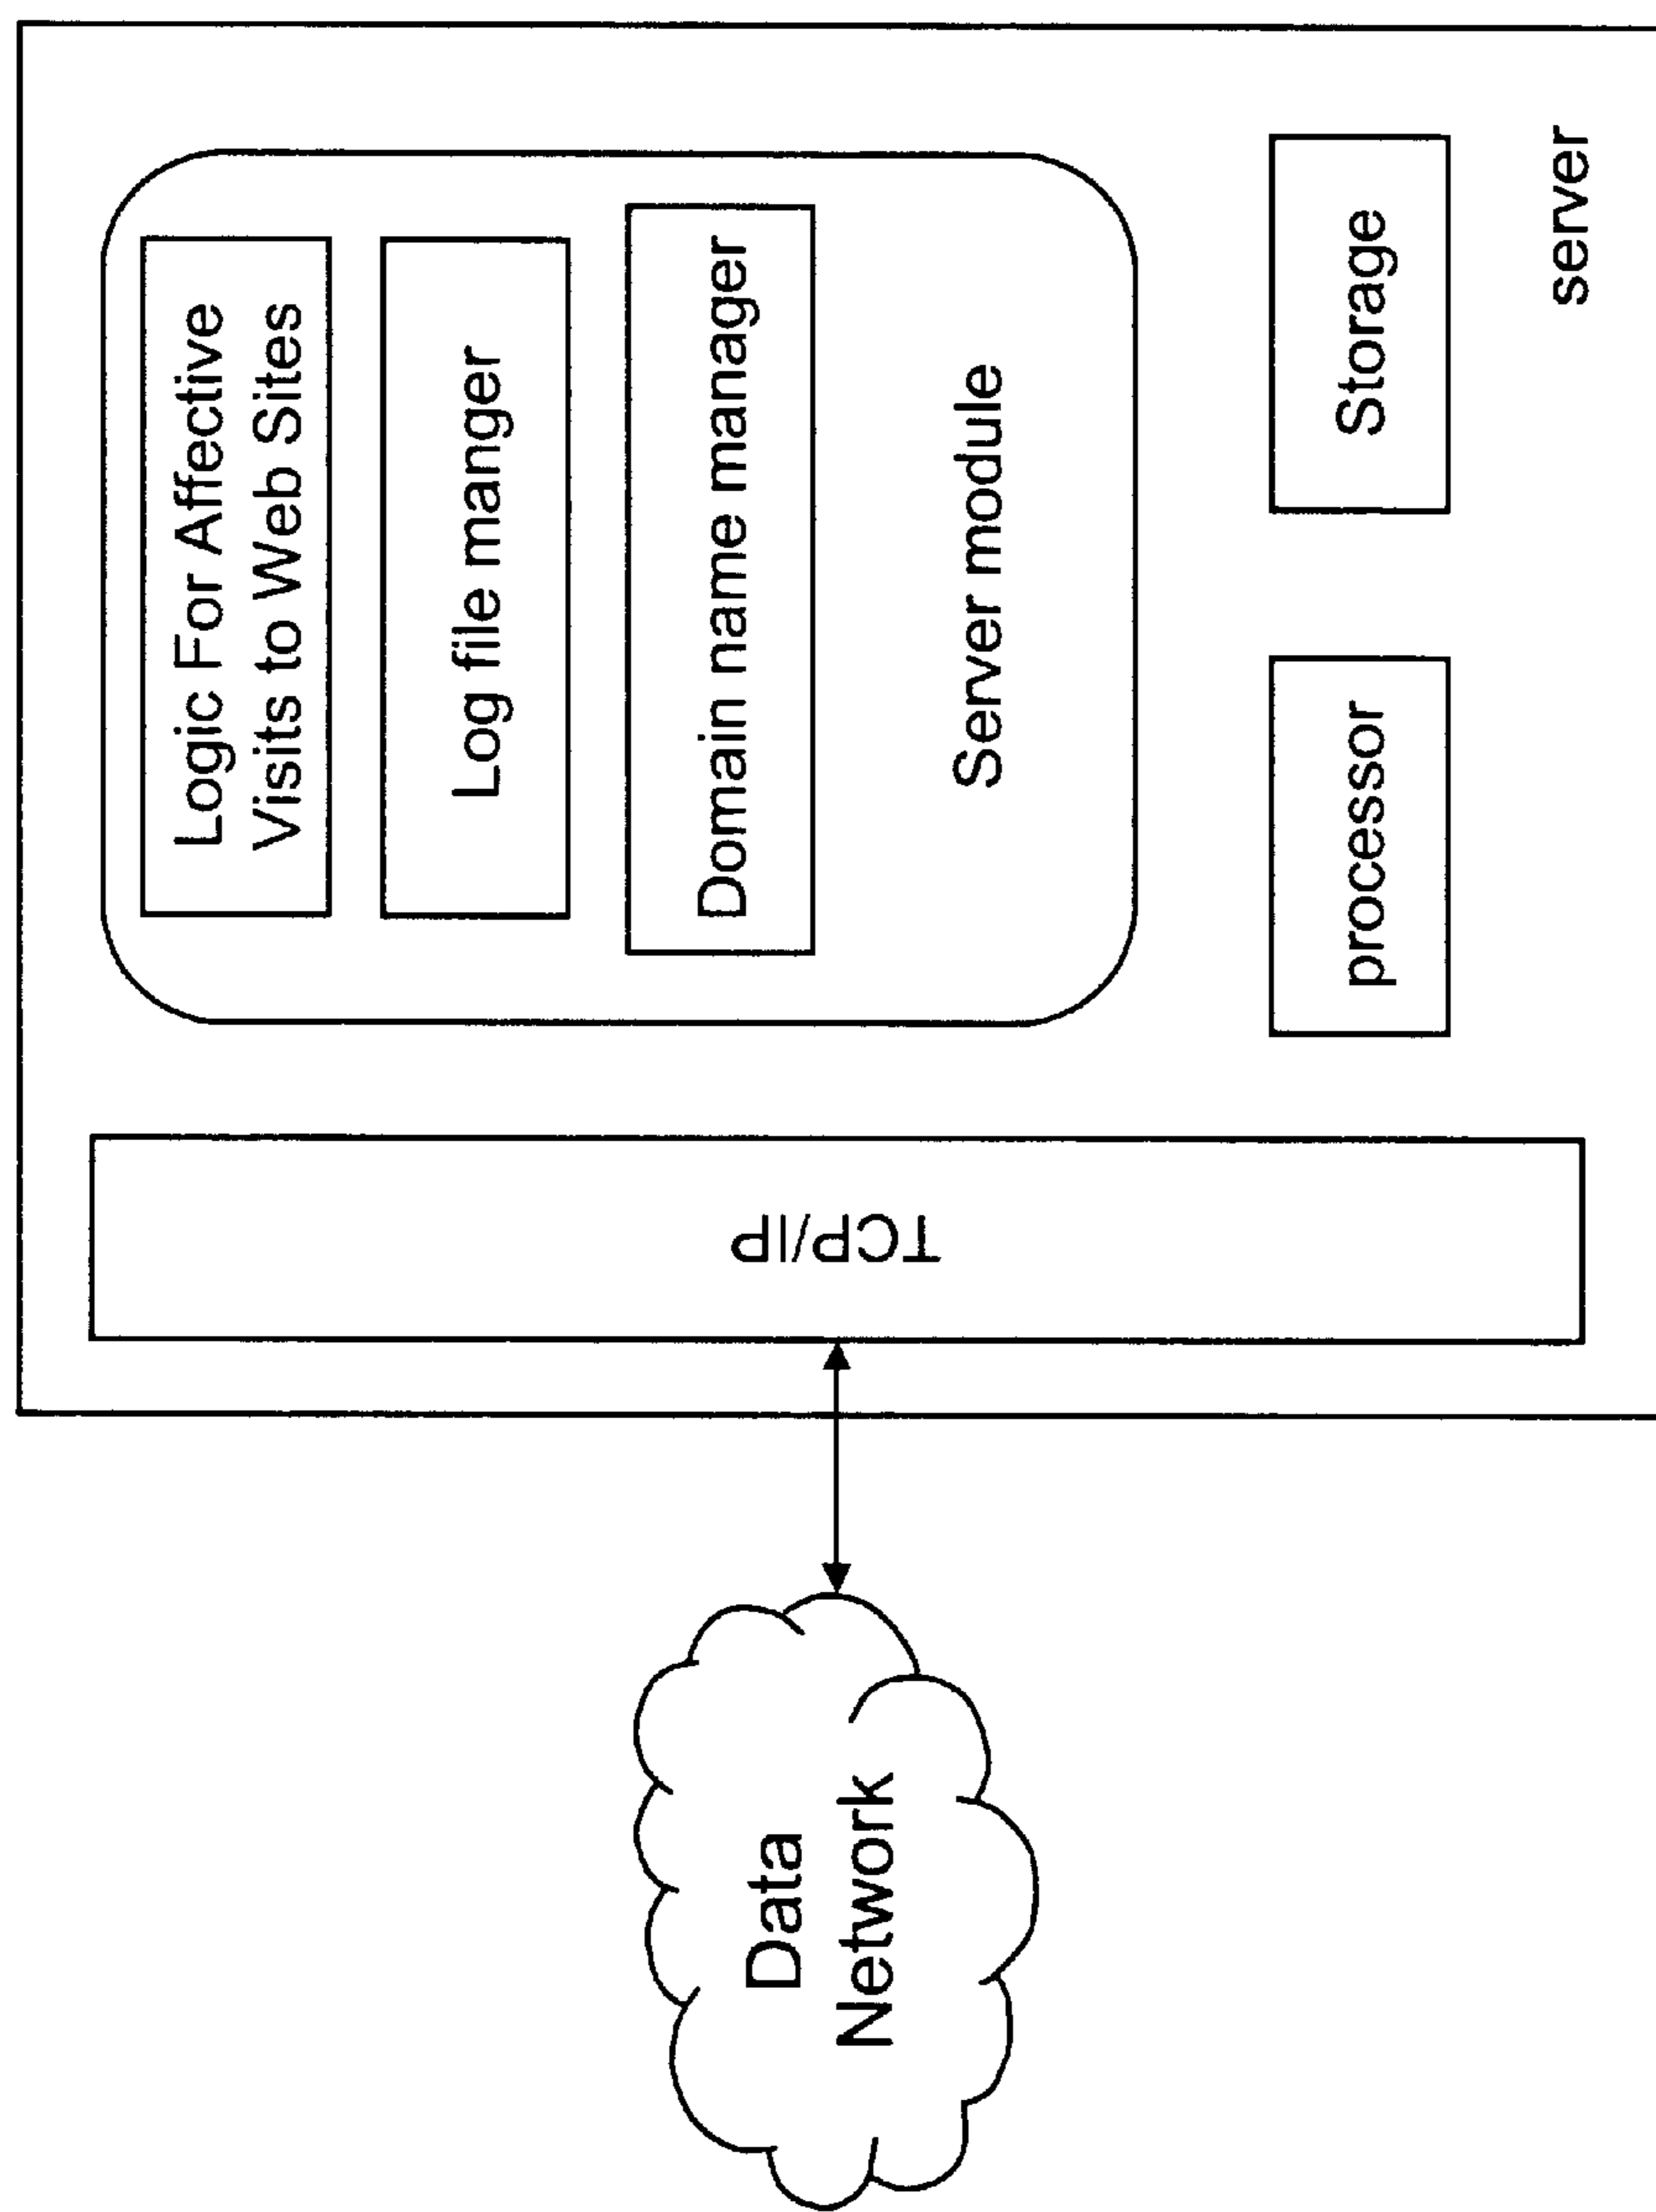 Data
Network
TCP/IP
Logic For Affective
Visits to Web Sites
Log file manger
Domain name manager
Server module
processor
Storage
server